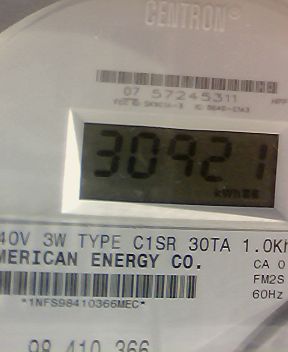 CENTRON®
07 57245311
30921
kWh
40V 3W TYPE C1SR 30TA 1.0Kh
MERICAN ENERGY CO.
CA 0
FM2S
60Hz
*1NFS98410366MEC*
98 410 366